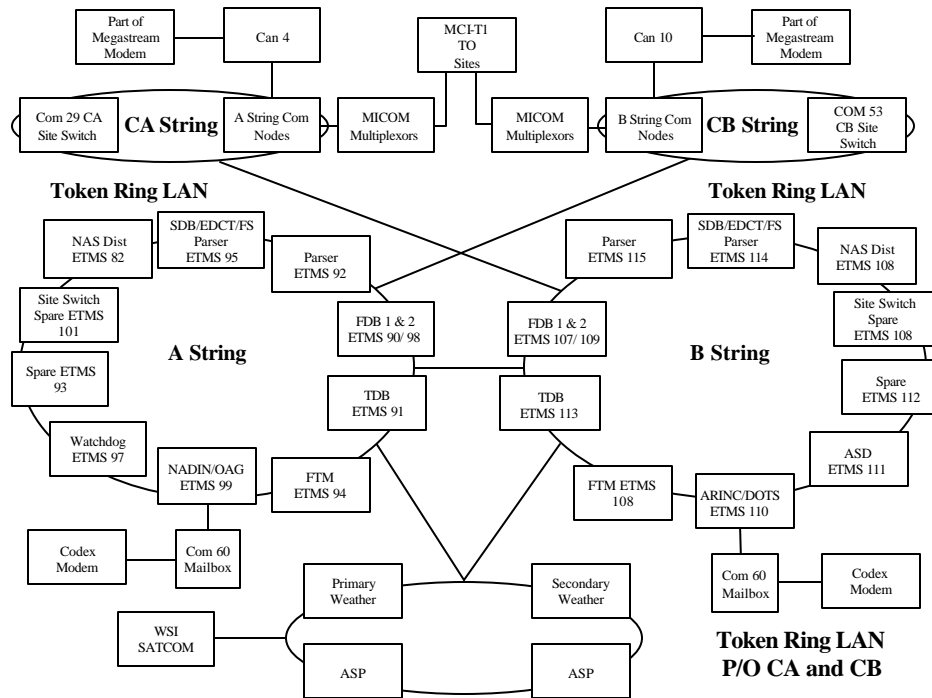 Part of
Megastream
Modem
Can 4
MCI-T1
TO
Sites
Can 10
Part of
Megastream
Modem
Com 29 CA
Site Switch
CA String
A String Com
Nodes
MICOM
Multiplexors
MICOM
Multiplexors
B String Com
Nodes
CB String
COM 53
CB Site
Switch
Token Ring LAN
Token Ring LAN
NAS Dist
ETMS 82
SDB/EDCT/FS
Parser
ETMS 95
Parser
ETMS 92
Parser
ETMS 115
SDB/EDCT/FS
Parser
ETMS 114
NAS Dist
ETMS 108
Site Switch
Spare ETMS
101
FDB 1 & 2
ETMS 90/ 98
FDB 1 & 2
ETMS 107/ 109
Site Switch
Spare
ETMS 108
A String
B String
Spare ETMS
93
TDB
ETMS 91
TDB
ETMS 113
Spare
ETMS 112
Watchdog
ETMS 97
NADIN/OAG
ETMS 99
FTM
ETMS 94
FTM ETMS
108
ARINC/DOTS
ETMS 110
ASD
ETMS 111
Codex
Modem
Com 60
Mailbox
Primary
Weather
Secondary
Weather
Com 60
Mailbox
Codex
Modem
WSI
SATCOM
ASP
ASP
Token Ring LAN
P/O CA and CB